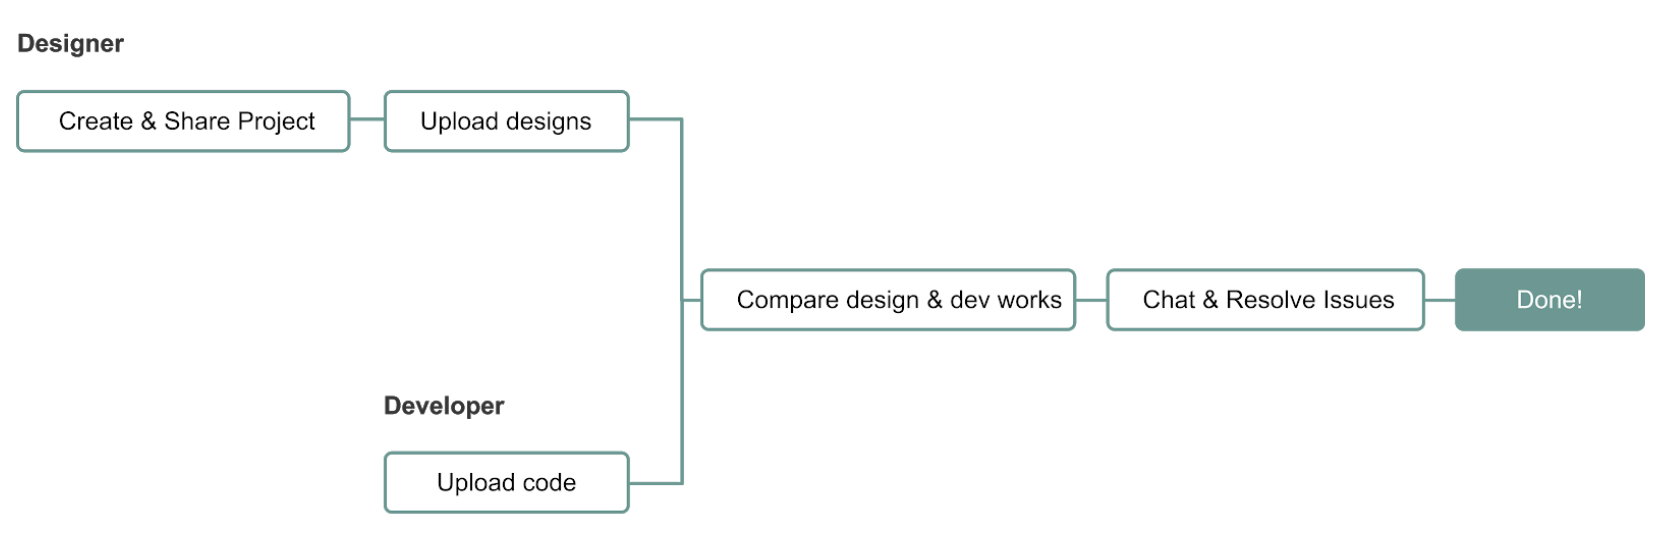 Designer
Create & Share Project
Upload designs
Compare design & dev works
Chat & Resolve Issues
Done!
Developer
Upload code